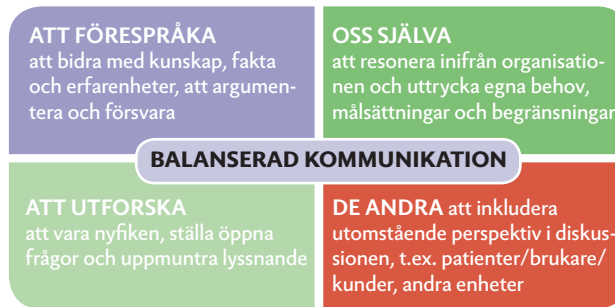 ATT FÖRESPRÅKA
att bidra med kunskap, fakta
och erfarenheter, att argumen-
tera och försvara
OSS SJÄLVA
att resonera inifrån organisatio-
nen och uttrycka egna behov,
målsättningar och begränsningar
BALANSERAD KOMMUNIKATION
ATT UTFORSKA
att vara nyfiken, ställa öppna
frågor och uppmuntra lyssnande
DE ANDRA att inkludera
utomstående perspektiv i diskus-
sionen, t.ex. patienter/brukare/
kunder, andra enheter